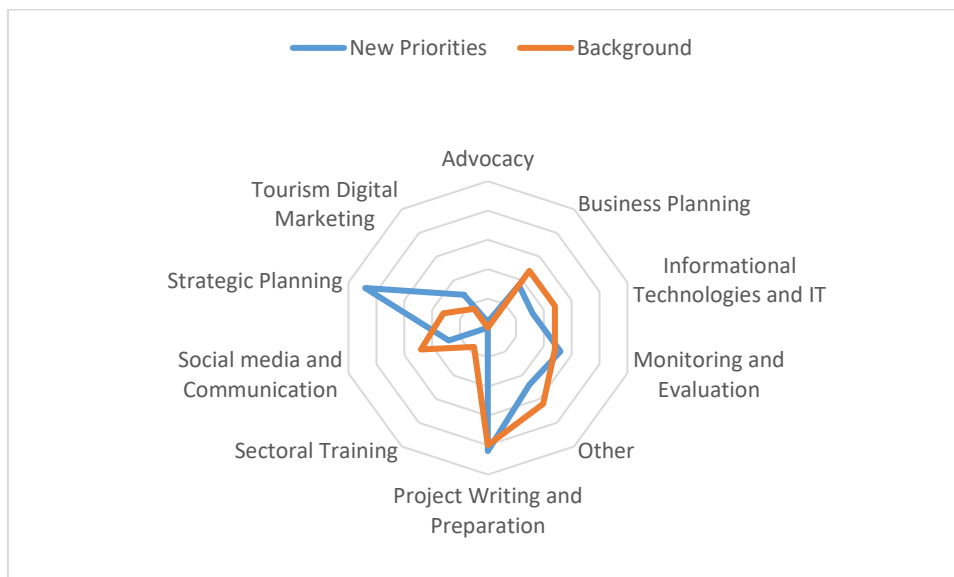 New Priorities
Background
Advocacy
Business Planning
Informational
Technologies and IT
Monitoring and
Evaluation
Other
Project Writing and
Preparation
Sectoral Training
Social media and
Communication
Strategic Planning
Tourism Digital
Marketing